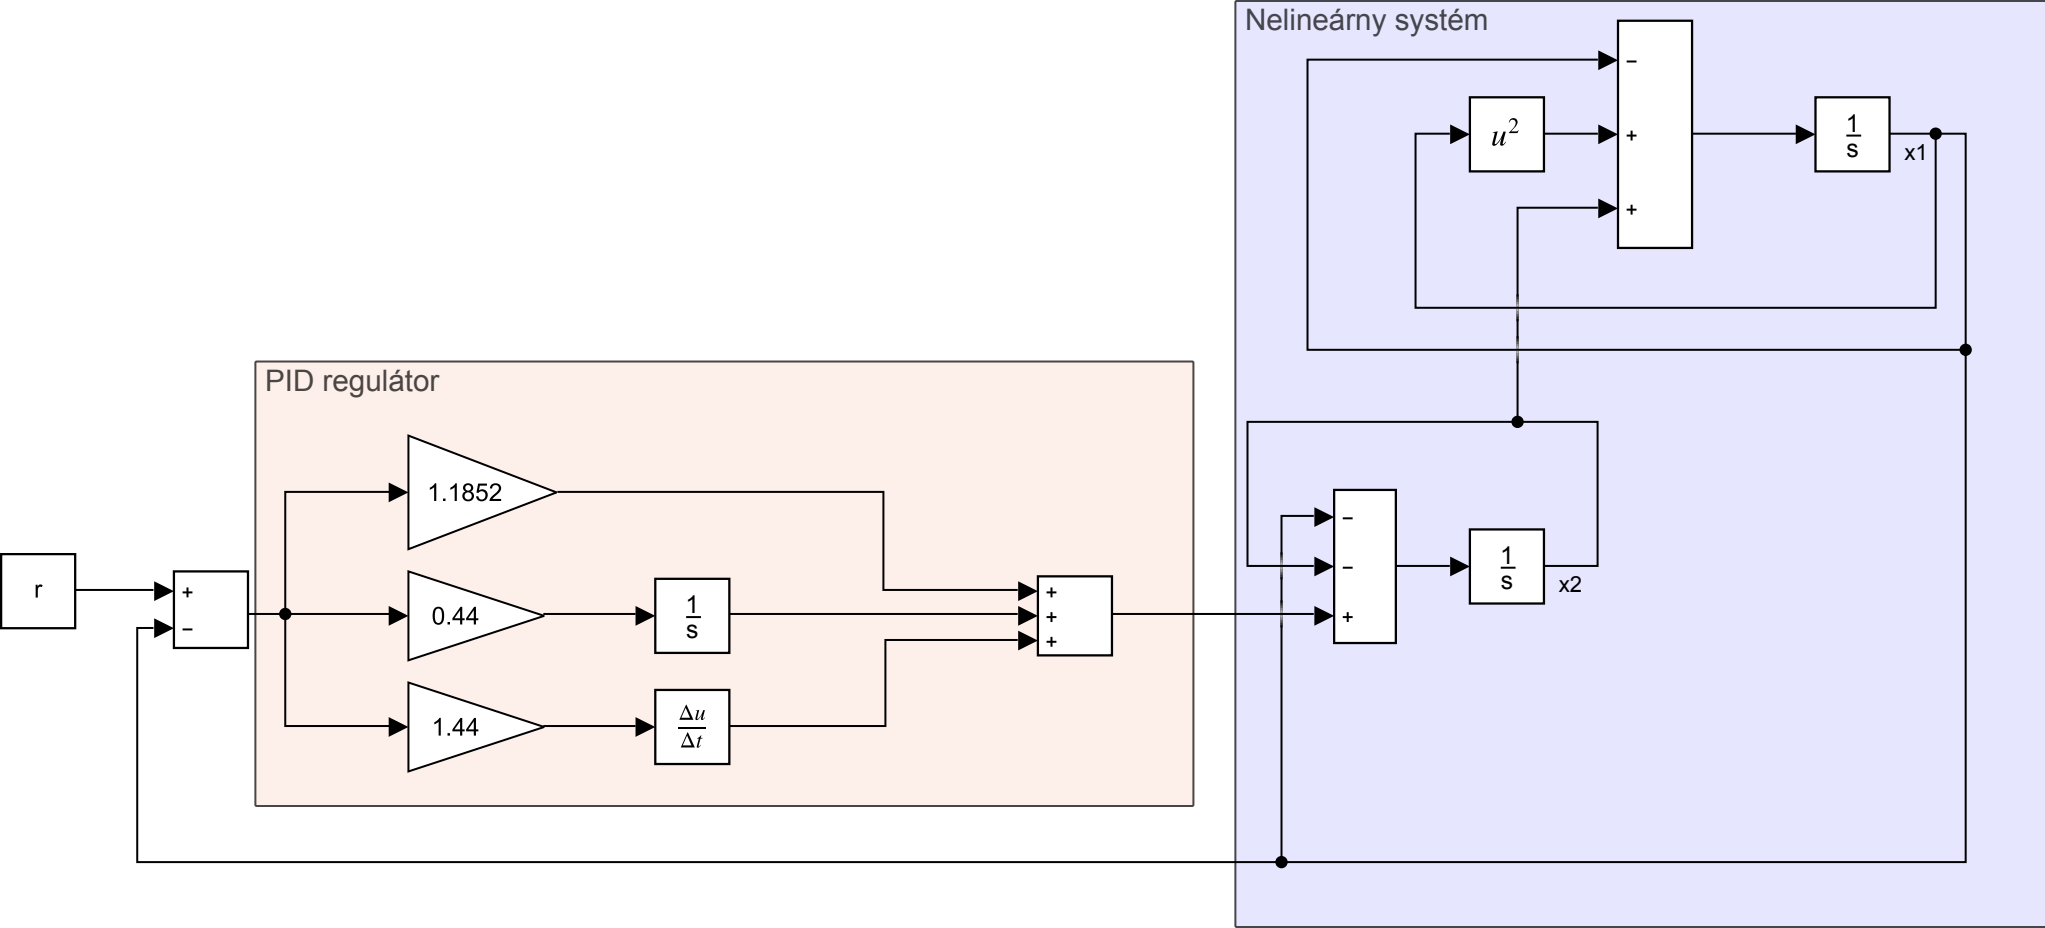 Nelineárny systém
−
u²
+
1
s
x1
+
PID regulátor
1.1852
−
r
+
−
0.44
1
s
+
+
+
−
+
1
s
x2
1.44
Δu
Δt